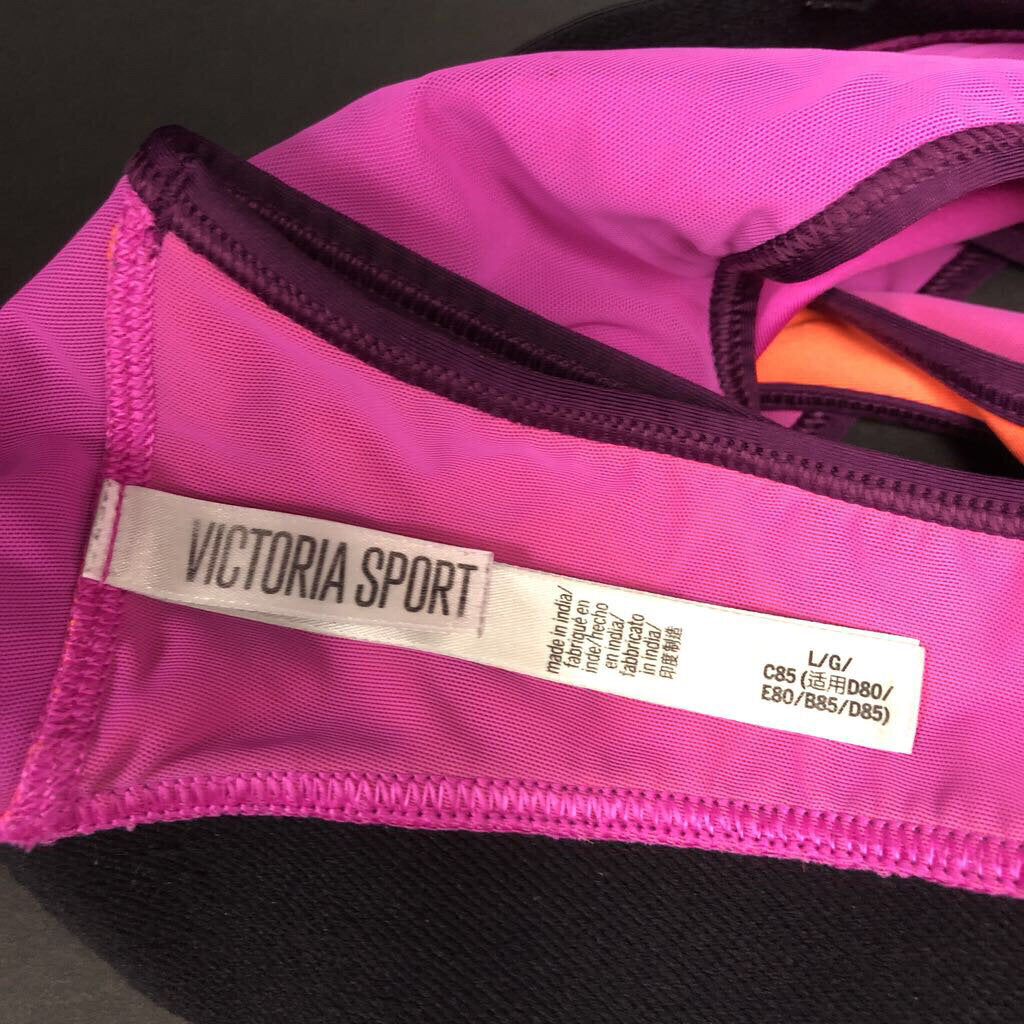 VICTORIA SPORT
made in india/
fabriqué en
inde/hecho
en india/
fabbricato
in india/
印度制造
L/G/
C85 (适用D80/
E80/B85/D85)